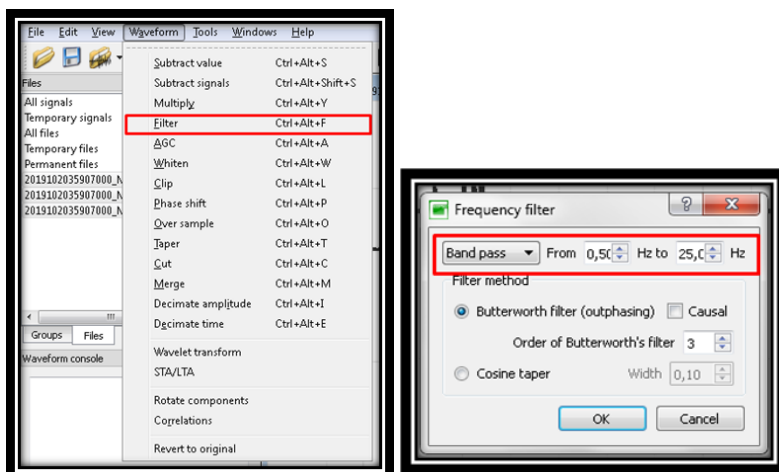 File Edit View Waveform Tools Windows Help
Files
All signals
Temporary signals
All files
Temporary files
Permanent files
2019102035907000_N
2019102035907000_N
2019102035907000_N
Groups Files
Waveform console
Subtract value Ctrl+Alt+S
Subtract signals Ctrl+Alt+Shift+S
Multiply Ctrl+Alt+Y
Filter Ctrl+Alt+F
AGC Ctrl+Alt+A
Whiten Ctrl+Alt+W
Clip Ctrl+Alt+L
Phase shift Ctrl+Alt+P
Over sample Ctrl+Alt+O
Taper Ctrl+Alt+T
Cut Ctrl+Alt+C
Merge Ctrl+Alt+M
Decimate amplitude Ctrl+Alt+I
Decimate time Ctrl+Alt+E
Wavelet transform
STA/LTA
Rotate components
Correlations
Revert to original
Frequency filter
Band pass From 0,50 Hz to 25,0 Hz
Filter method
Butterworth filter (outphasing) Causal
Order of Butterworth's filter 3
Cosine taper Width 0,10
OK Cancel